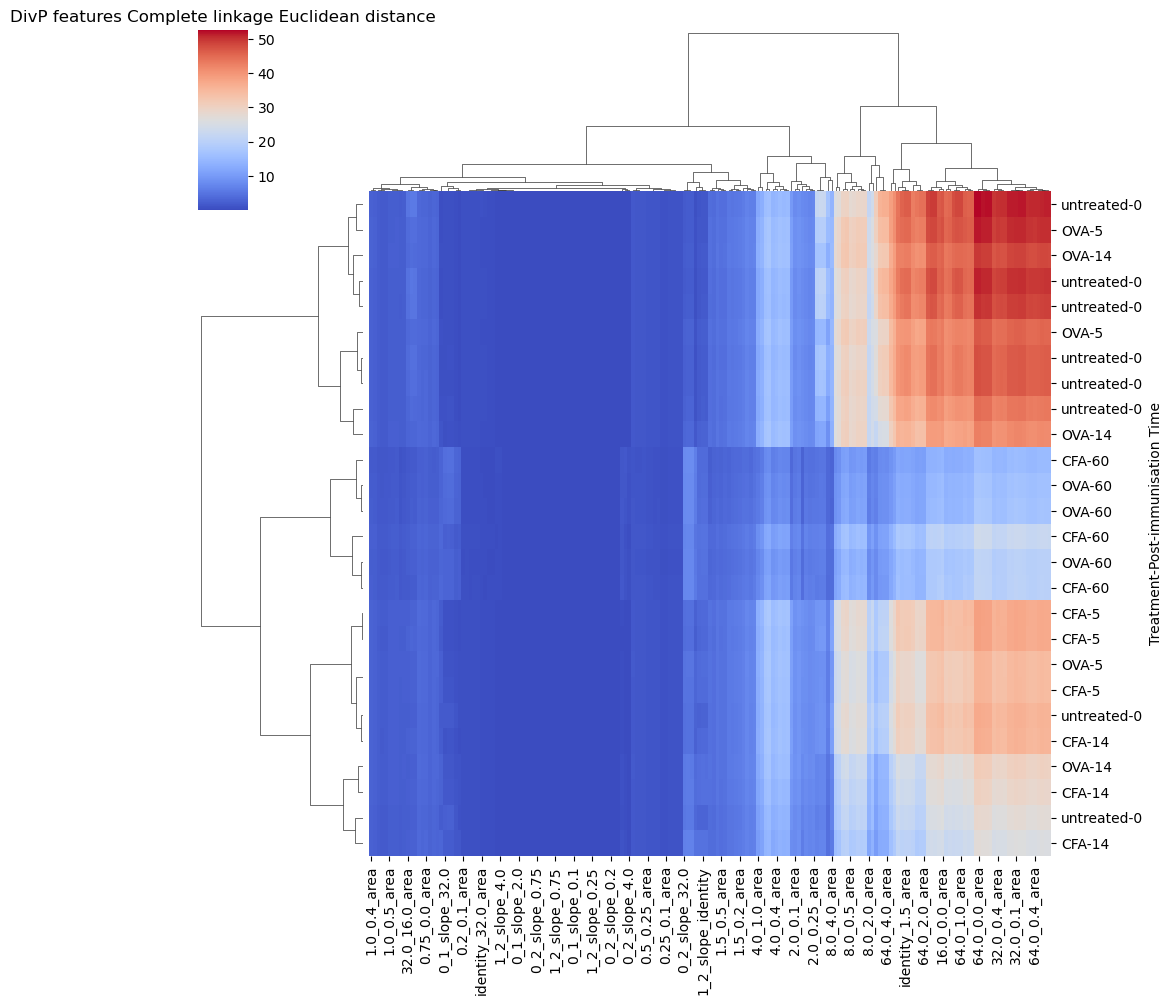 DivP features Complete linkage Euclidean distance
50
40
30
20
10
untreated-0
OVA-5
OVA-14
untreated-0
untreated-0
OVA-5
untreated-0
untreated-0
untreated-0
OVA-14
CFA-60
OVA-60
OVA-60
CFA-60
OVA-60
CFA-60
CFA-5
CFA-5
OVA-5
CFA-5
untreated-0
CFA-14
OVA-14
CFA-14
untreated-0
CFA-14
Treatment-Post-immunisation Time
1.0_0.4_area
1.0_0.5_area
32.0_16.0_area
0.75_0.0_area
0_1_slope_32.0
0.2_0.1_area
identity_32.0_area
1_2_slope_4.0
0_1_slope_2.0
0_2_slope_0.75
1_2_slope_0.75
0_1_slope_0.1
1_2_slope_0.25
0_2_slope_0.2
0_2_slope_4.0
0.5_0.25_area
0.25_0.1_area
0_2_slope_32.0
1_2_slope_identity
1.5_0.5_area
1.5_0.2_area
4.0_1.0_area
4.0_0.4_area
2.0_0.1_area
2.0_0.25_area
8.0_4.0_area
8.0_0.5_area
8.0_2.0_area
64.0_4.0_area
identity_1.5_area
64.0_2.0_area
16.0_0.0_area
64.0_1.0_area
64.0_0.0_area
32.0_0.4_area
32.0_0.1_area
64.0_0.4_area